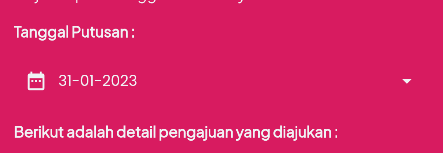 Tanggal Putusan :
31-01-2023
Berikut adalah detail pengajuan yang diajukan :